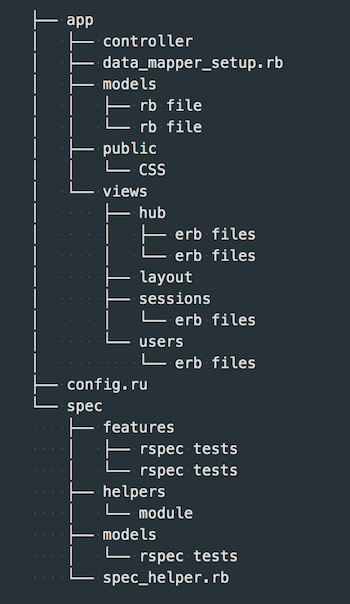 ├── app
│   ├── controller
│   ├── data_mapper_setup.rb
│   ├── models
│   │   ├── rb file
│   │   └── rb file
│   ├── public
│   │   └── CSS
│   └── views
│       ├── hub
│       │   ├── erb files
│       │   └── erb files
│       ├── layout
│       ├── sessions
│       │   └── erb files
│       └── users
│           └── erb files
├── config.ru
└── spec
    ├── features
    │   ├── rspec tests
    │   └── rspec tests
    ├── helpers
    │   └── module
    ├── models
    │   └── rspec tests
    └── spec_helper.rb